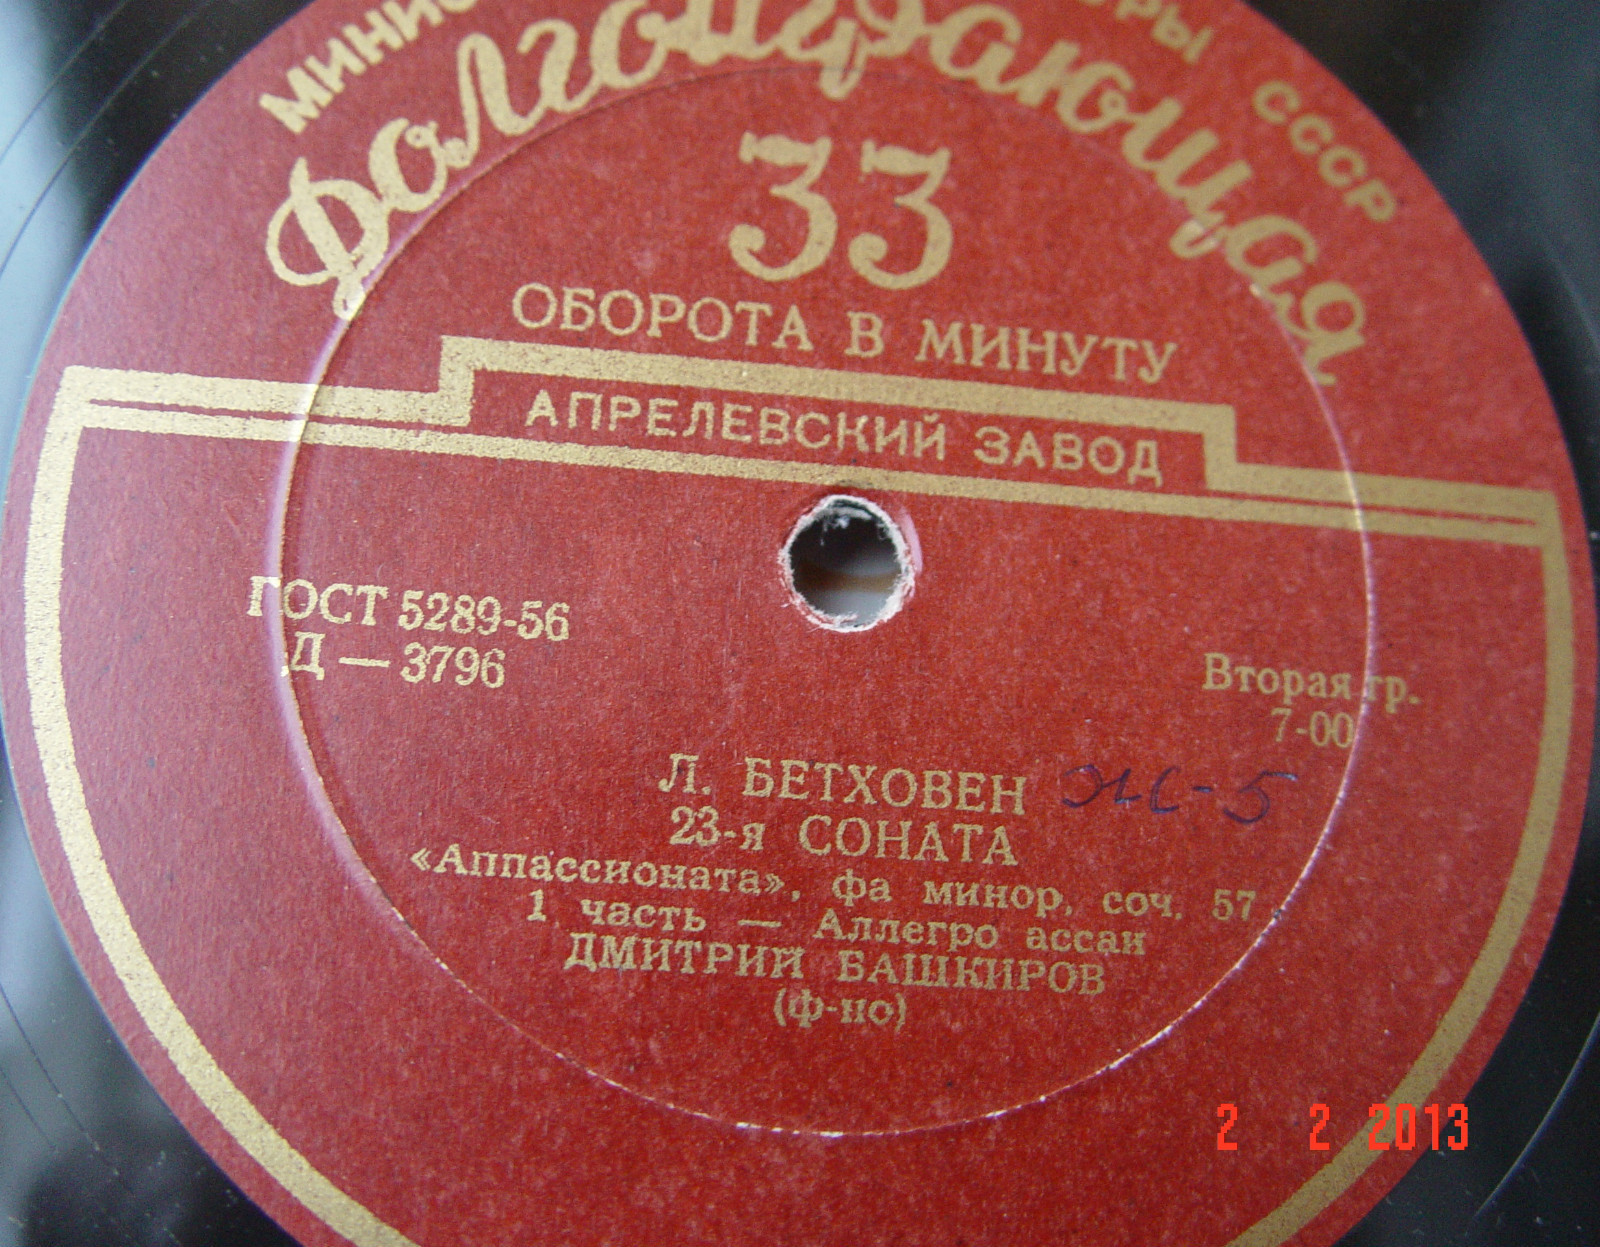 СССР
Долгоиграющая
33
ОБОРОТА В МИНУТУ
АПРЕЛЕВСКИЙ ЗАВОД
ГОСТ 5289-56
Д — 3796
Вторая гр.
7-00
Л. БЕТХОВЕН
23-я СОНАТА
«Аппассионата», фа минор, соч. 57
1 часть — Аллегро ассаи
ДМИТРИЙ БАШКИРОВ
(ф-но)
2 2 2013